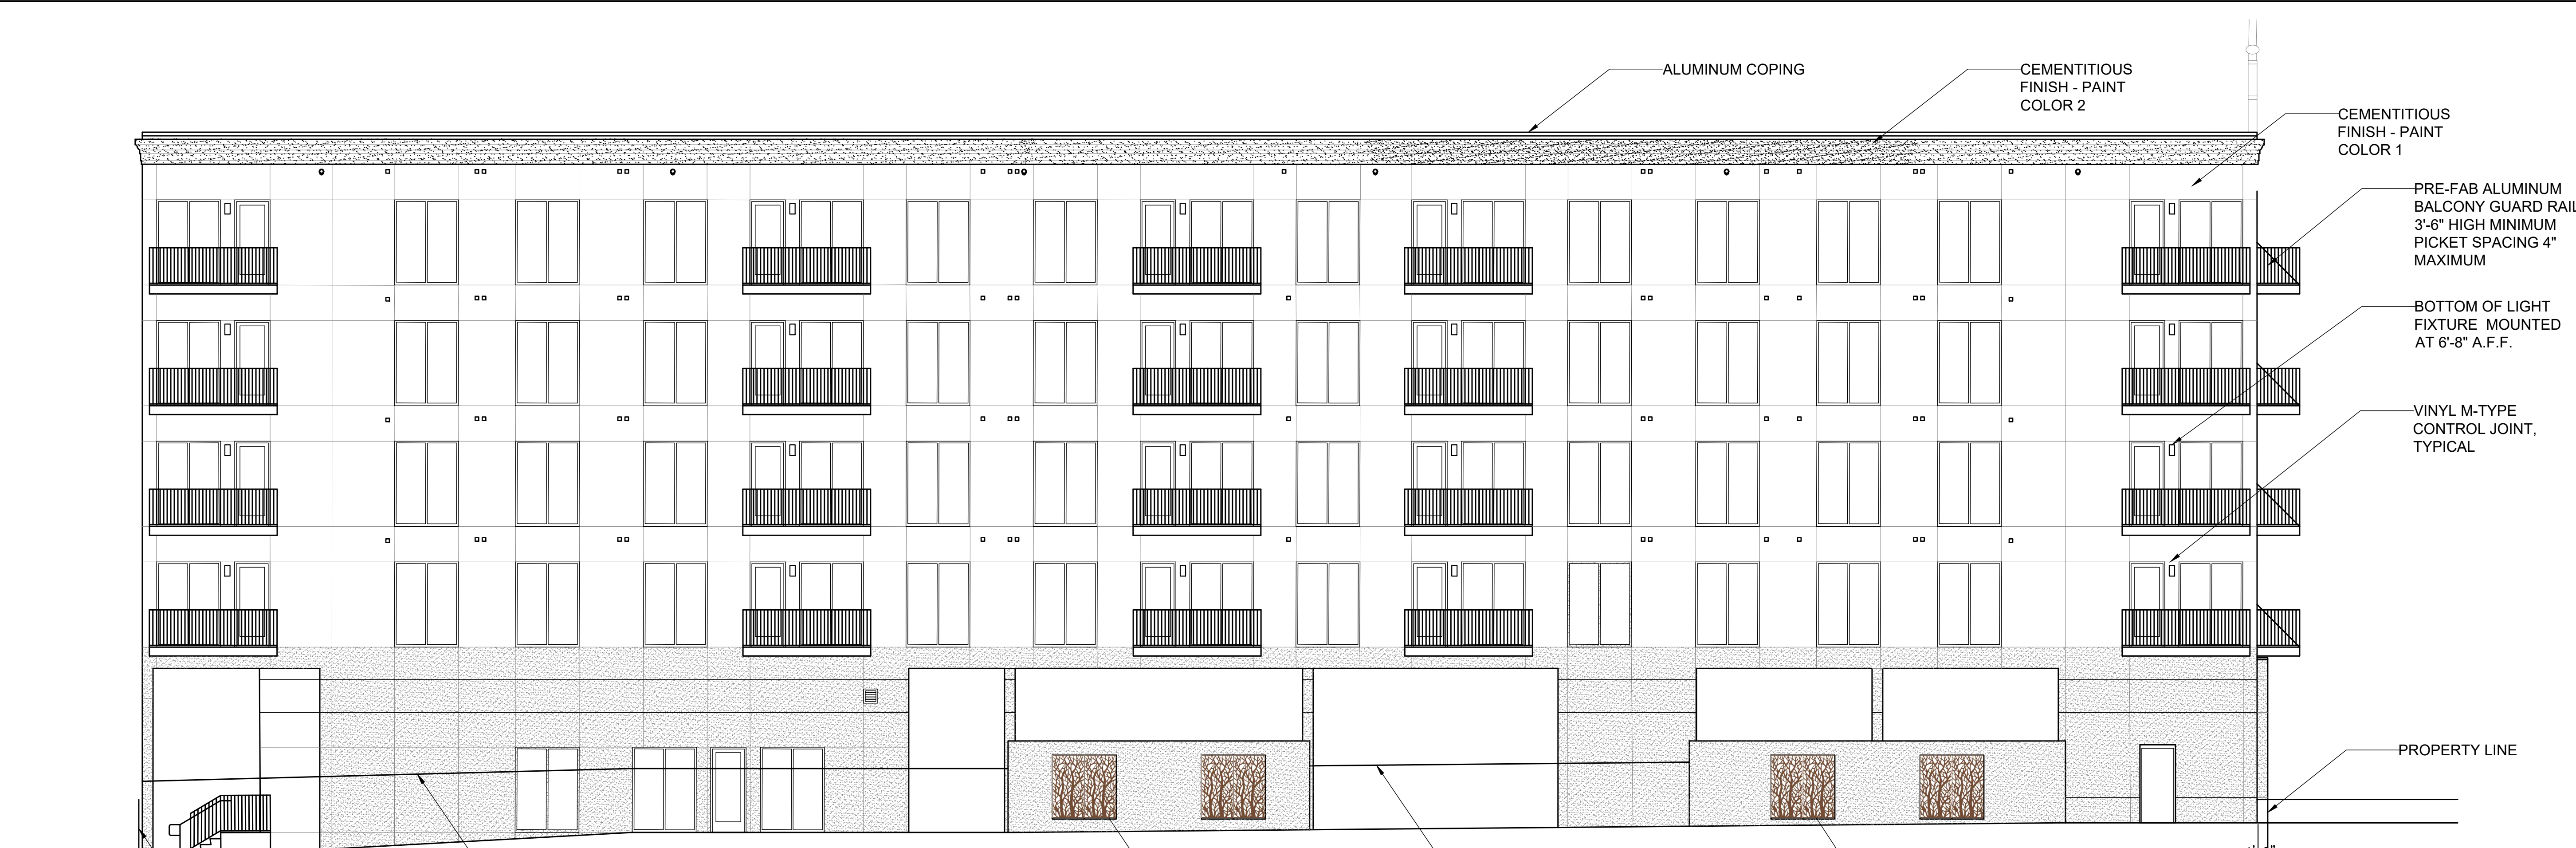 ALUMINUM COPING
CEMENTITIOUS
FINISH - PAINT
COLOR 2
CEMENTITIOUS
FINISH - PAINT
COLOR 1
PRE-FAB ALUMINUM
BALCONY GUARD RAIL
3'-6" HIGH MINIMUM
PICKET SPACING 4"
MAXIMUM
BOTTOM OF LIGHT
FIXTURE MOUNTED
AT 6'-8" A.F.F.
VINYL M-TYPE
CONTROL JOINT,
TYPICAL
PROPERTY LINE